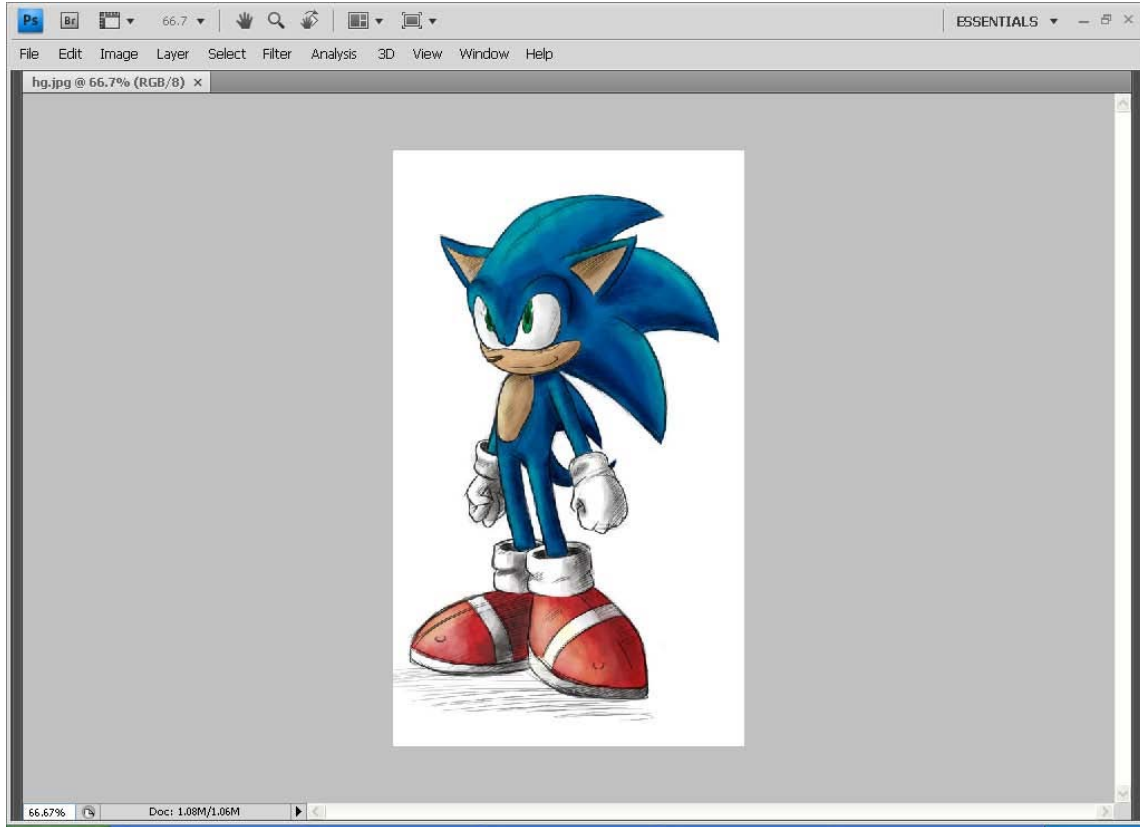 Ps Br 66.7 ESSENTIALS
File Edit Image Layer Select Filter Analysis 3D View Window Help
hg.jpg @ 66.7% (RGB/8) ×
66.67% Doc: 1.08M/1.06M